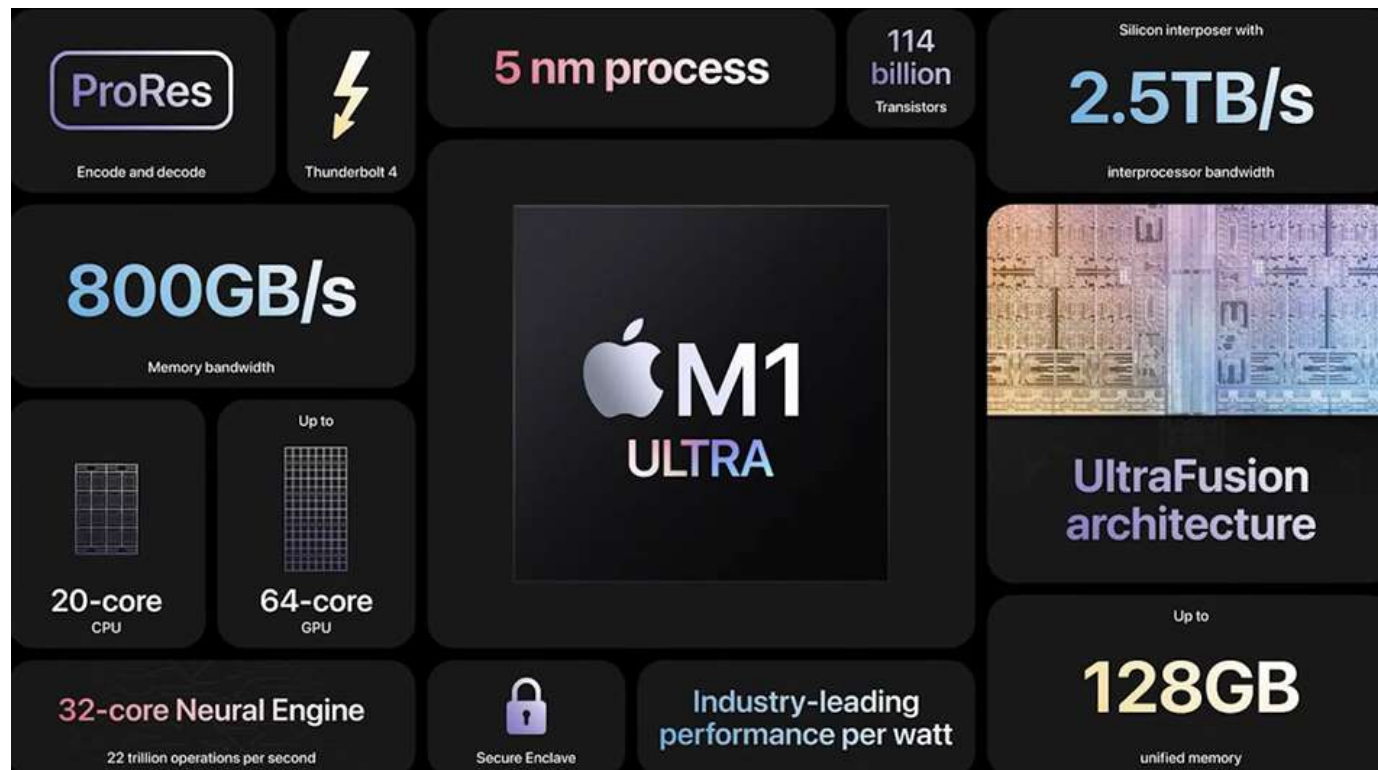 ProRes
Encode and decode
Thunderbolt 4
5 nm process
114
billion
Transistors
Silicon interposer with
2.5TB/s
interprocessor bandwidth
800GB/s
Memory bandwidth
M1
ULTRA
UltraFusion
architecture
20-core
CPU
Up to
64-core
GPU
Up to
128GB
unified memory
32-core Neural Engine
22 trillion operations per second
Secure Enclave
Industry-leading
performance per watt